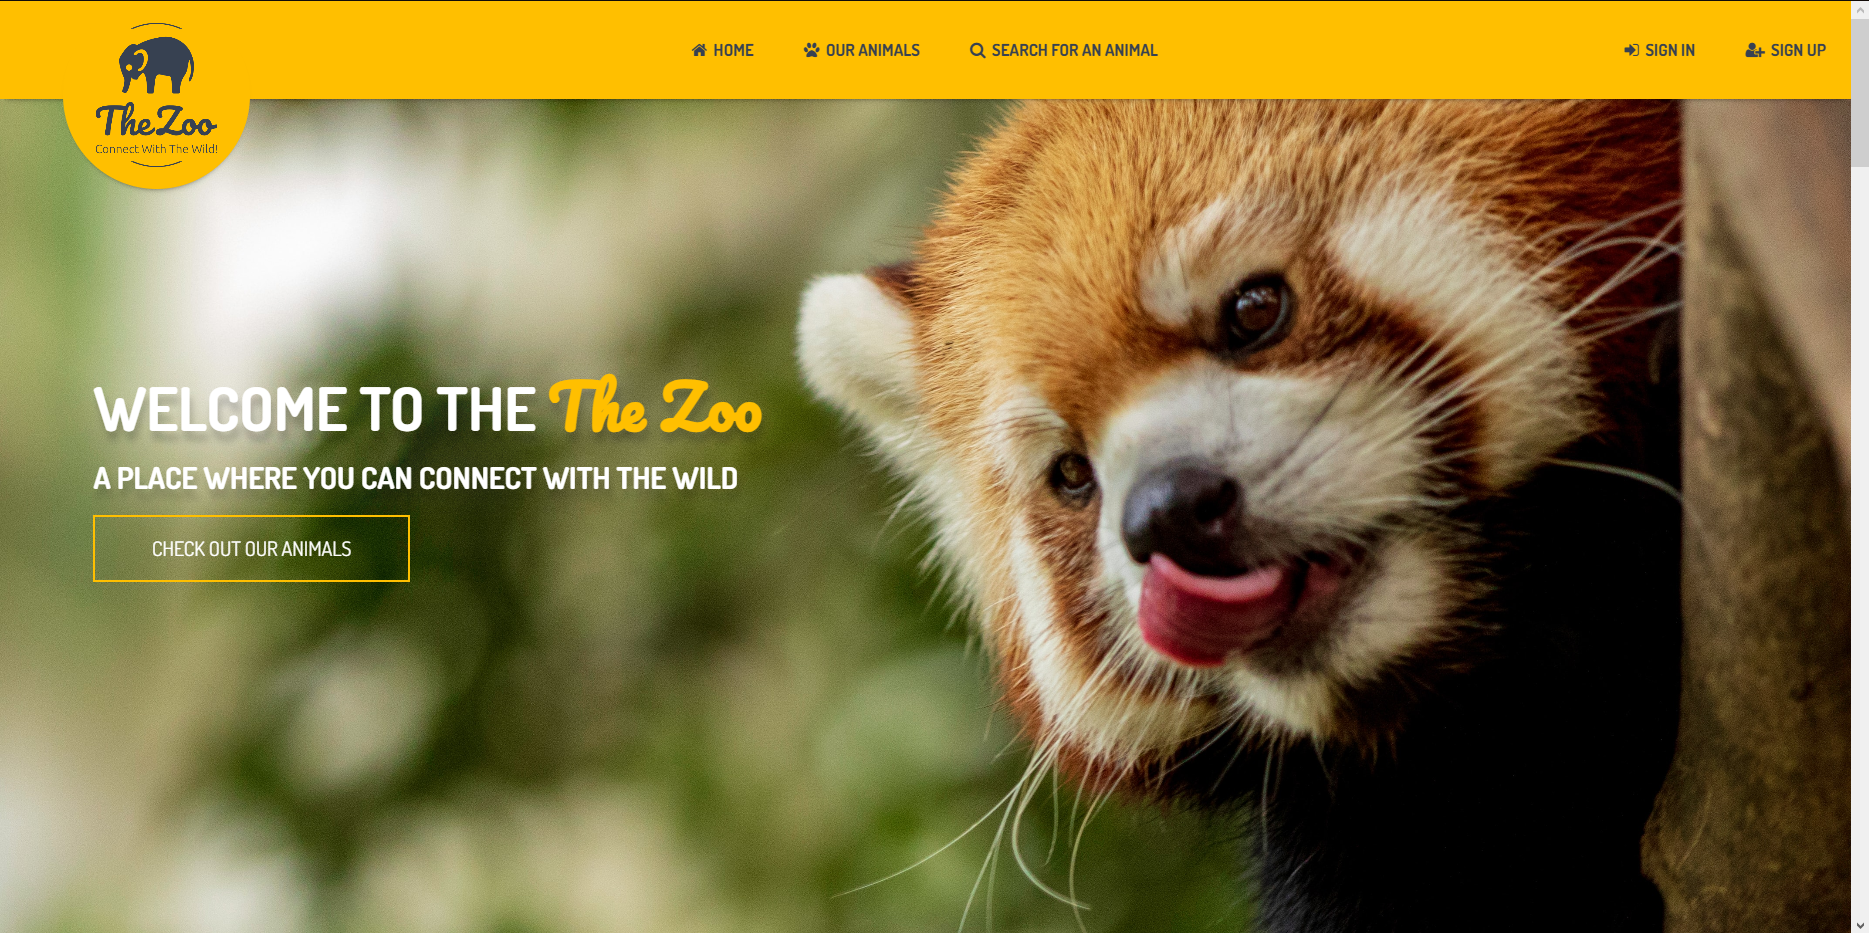 The Zoo
Connect With The Wild!
HOME
OUR ANIMALS
SEARCH FOR AN ANIMAL
SIGN IN
SIGN UP
WELCOME TO THE The Zoo
A PLACE WHERE YOU CAN CONNECT WITH THE WILD
CHECK OUT OUR ANIMALS